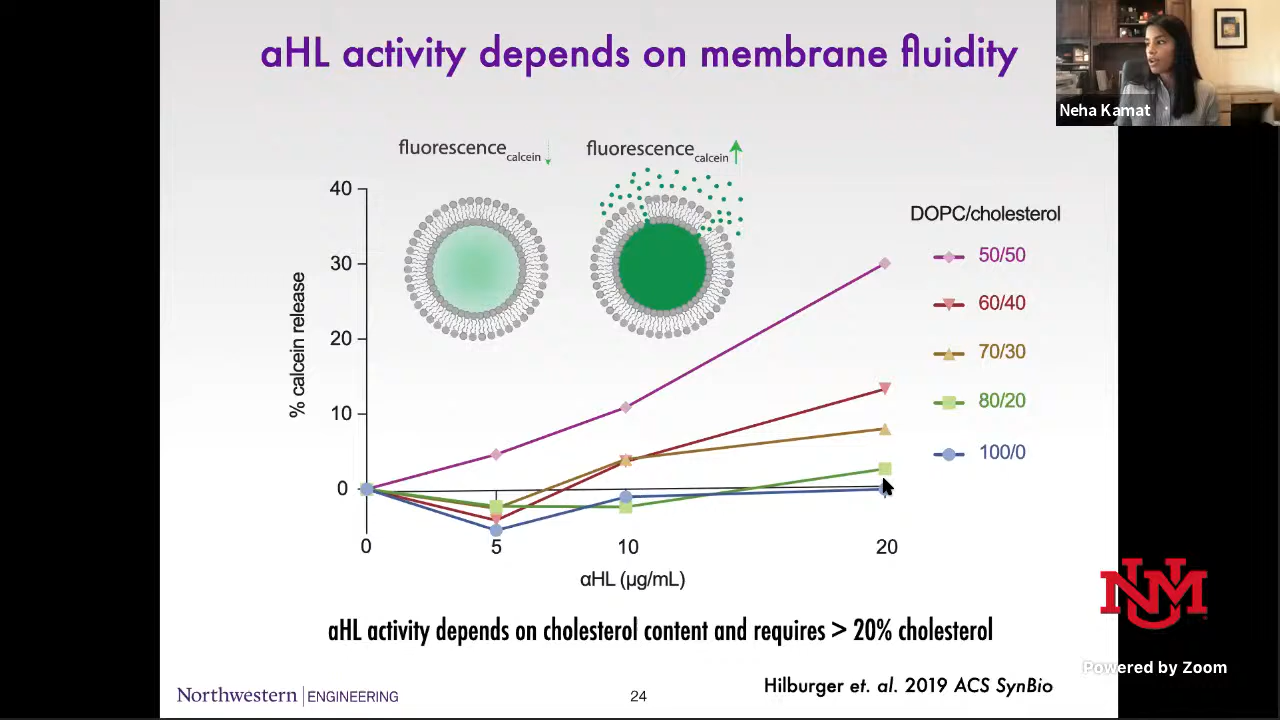 aHL activity depends on membrane fluidity
Neha Kamat
fluorescence calcein ↓
fluorescence calcein ↑
40
30
20
10
0
% calcein release
0
5
10
20
αHL (μg/mL)
DOPC/cholesterol
50/50
60/40
70/30
80/20
100/0
aHL activity depends on cholesterol content and requires > 20% cholesterol
Hilburger et. al. 2019 ACS SynBio
Northwestern | ENGINEERING
24
UNM
Powered by Zoom